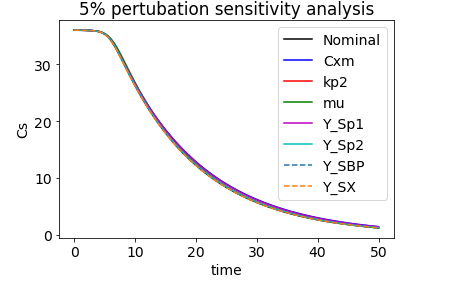 5% pertubation sensitivity analysis
Cs
30
20
10
0
Nominal
Cxm
kp2
mu
Y_Sp1
Y_Sp2
Y_SBP
Y_SX
0 10 20 30 40 50
time